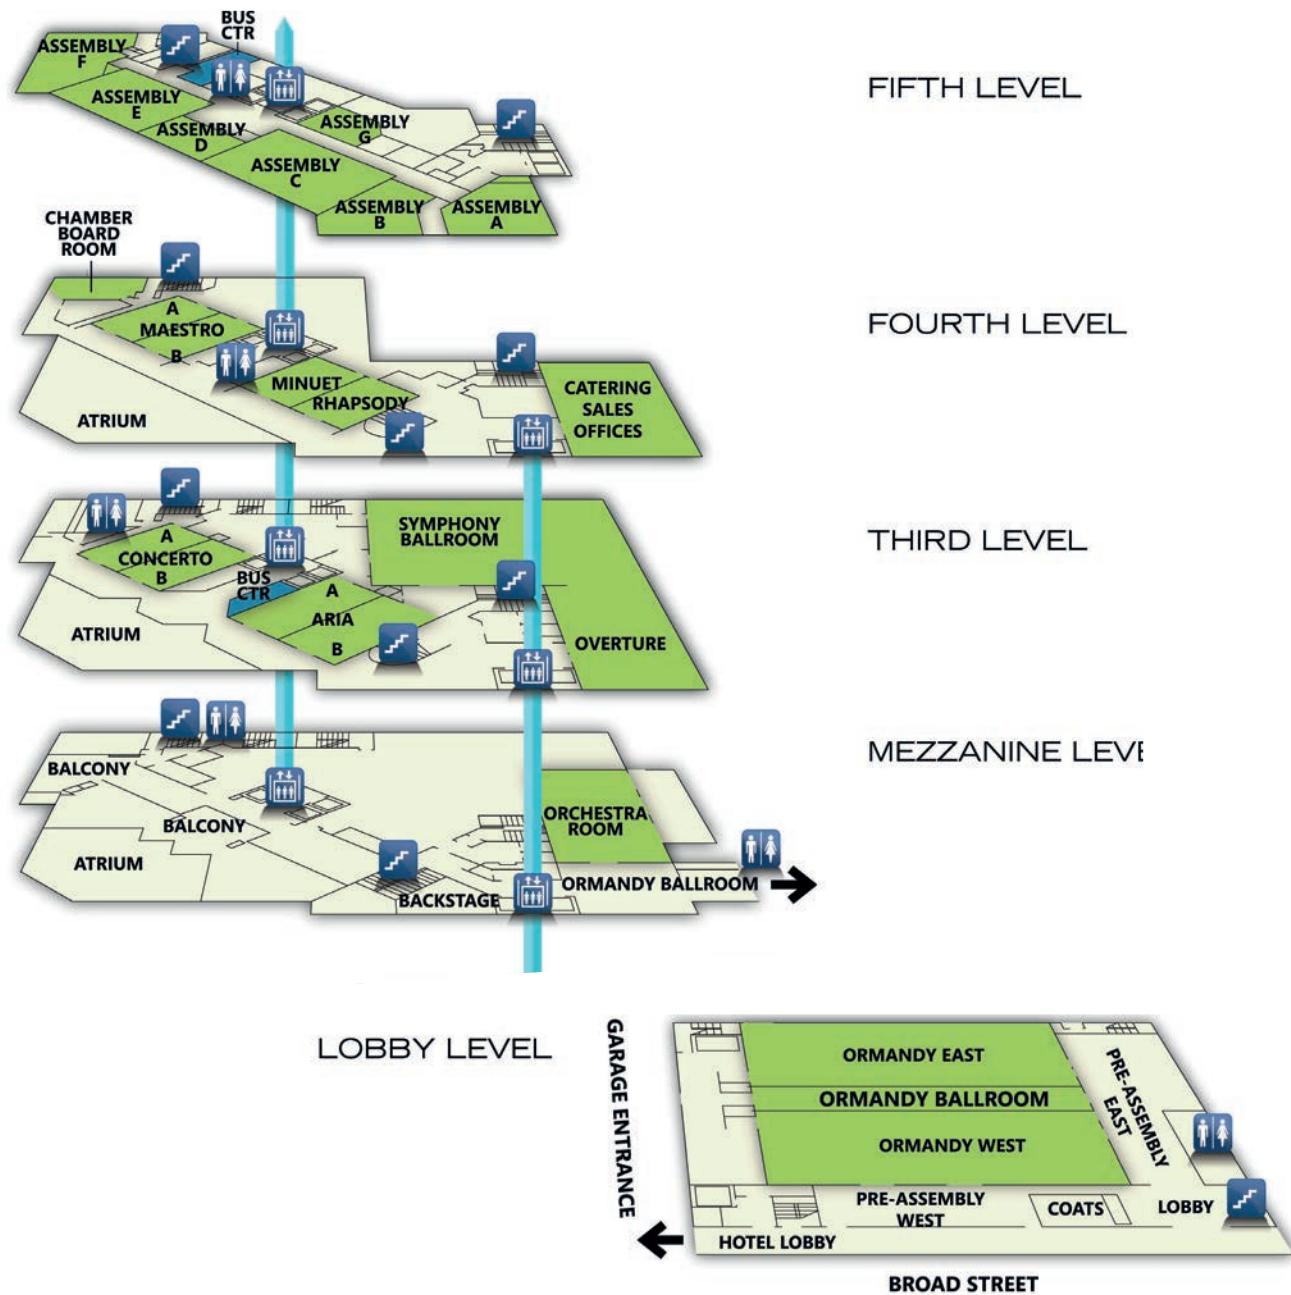 BUS
CTR
ASSEMBLY
F
FIFTH LEVEL
ASSEMBLY
E
ASSEMBLY
D
ASSEMBLY
G
ASSEMBLY
C
ASSEMBLY
B
ASSEMBLY
A
CHAMBER
BOARD
ROOM
FOURTH LEVEL
A
MAESTRO
B
MINUET
RHAPSODY
CATERING
SALES
OFFICES
ATRIUM
THIRD LEVEL
SYMPHONY
BALLROOM
A
CONCERTO
B
BUS
CTR
A
ARIA
B
ATRIUM
OVERTURE
MEZZANINE LEVE
BALCONY
BALCONY
ORCHESTRA
ROOM
ATRIUM
BACKSTAGE
ORMANDY BALLROOM
LOBBY LEVEL
GARAGE ENTRANCE
ORMANDY EAST
ORMANDY BALLROOM
ORMANDY WEST
PRE-ASSEMBLY
EAST
PRE-ASSEMBLY
WEST
COATS
LOBBY
HOTEL LOBBY
BROAD STREET